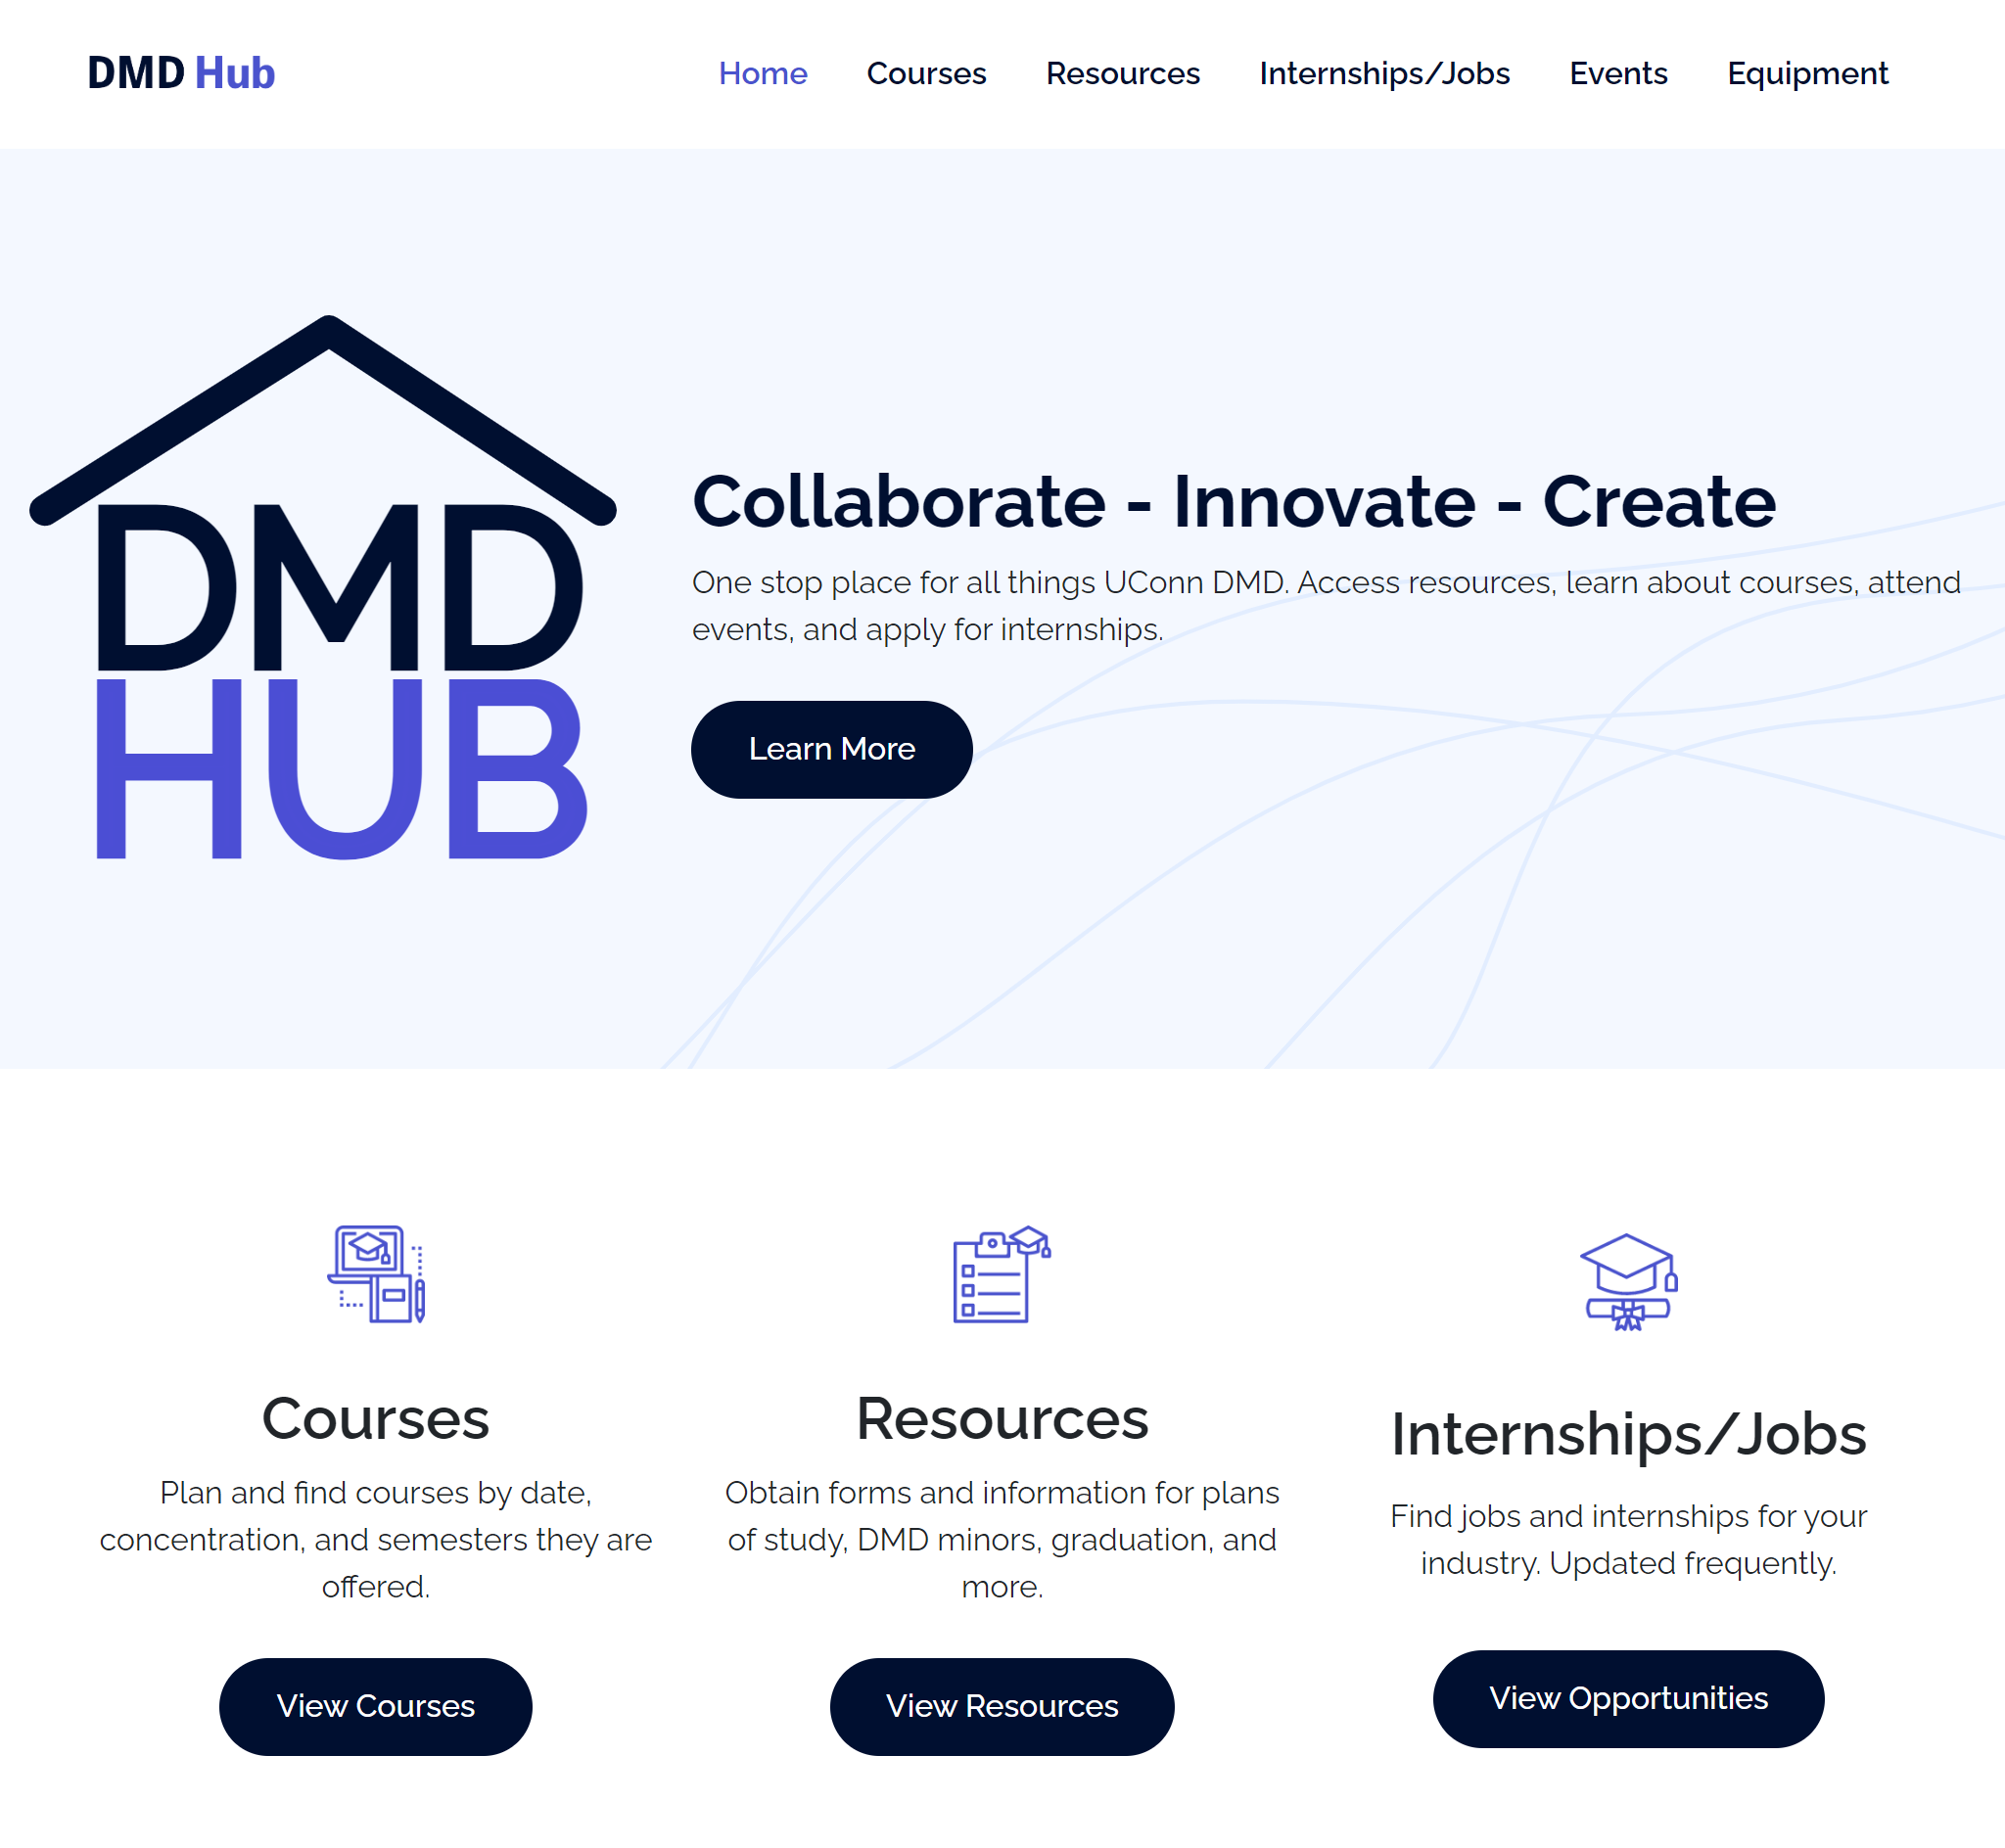 DMD Hub
Home Courses Resources Internships/Jobs Events Equipment
DMD
HUB
Collaborate - Innovate - Create
One stop place for all things UConn DMD. Access resources, learn about courses, attend
events, and apply for internships.
Learn More
Courses
Plan and find courses by date,
concentration, and semesters they are
offered.
View Courses
Resources
Obtain forms and information for plans
of study, DMD minors, graduation, and
more.
View Resources
Internships/Jobs
Find jobs and internships for your
industry. Updated frequently.
View Opportunities